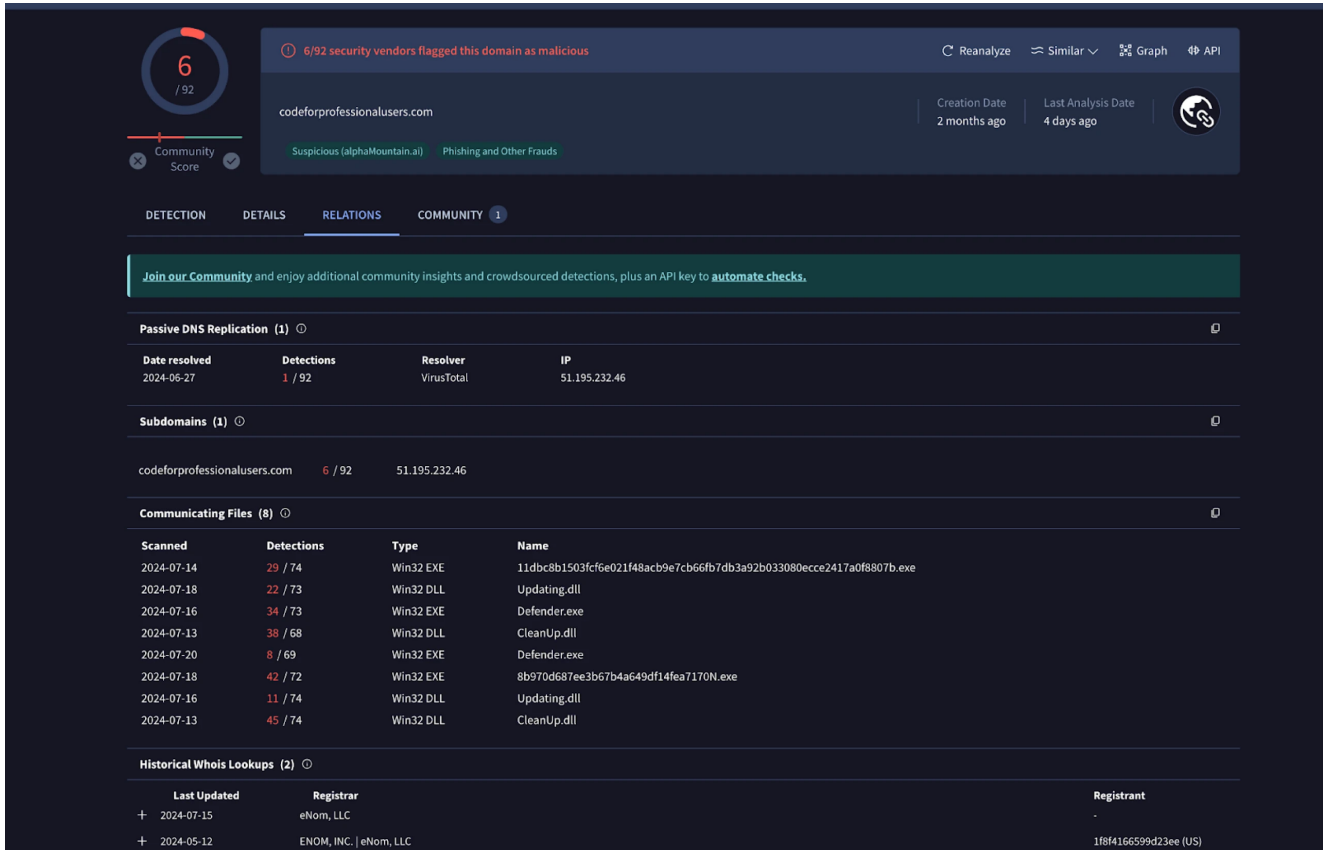 6
/ 92
Community
Score
6/92 security vendors flagged this domain as malicious
Reanalyze Similar Graph API
codeforprofessionalusers.com
Creation Date
2 months ago
Last Analysis Date
4 days ago
Suspicious (alphaMountain.ai) Phishing and Other Frauds
DETECTION DETAILS RELATIONS COMMUNITY 1
Join our Community and enjoy additional community insights and crowdsourced detections, plus an API key to automate checks.
Passive DNS Replication (1)
Date resolved Detections Resolver IP
2024-06-27 1 / 92 VirusTotal 51.195.232.46
Subdomains (1)
codeforprofessionalusers.com 6 / 92 51.195.232.46
Communicating Files (8)
Scanned Detections Type Name
2024-07-14 29 / 74 Win32 EXE 11dbc8b1503fcf6e021f48acb9e7cb66fb7db3a92b033080ecce2417a0f8807b.exe
2024-07-18 22 / 73 Win32 DLL Updating.dll
2024-07-16 34 / 73 Win32 EXE Defender.exe
2024-07-13 38 / 68 Win32 DLL CleanUp.dll
2024-07-20 8 / 69 Win32 EXE Defender.exe
2024-07-18 42 / 72 Win32 EXE 8b970d687ee3b67b4a649df14fea7170N.exe
2024-07-16 11 / 74 Win32 DLL Updating.dll
2024-07-13 45 / 74 Win32 DLL CleanUp.dll
Historical Whois Lookups (2)
Last Updated Registrar Registrant
+ 2024-07-15 eNom, LLC -
+ 2024-05-12 ENOM, INC. | eNom, LLC 1f8f4166599d23ee (US)